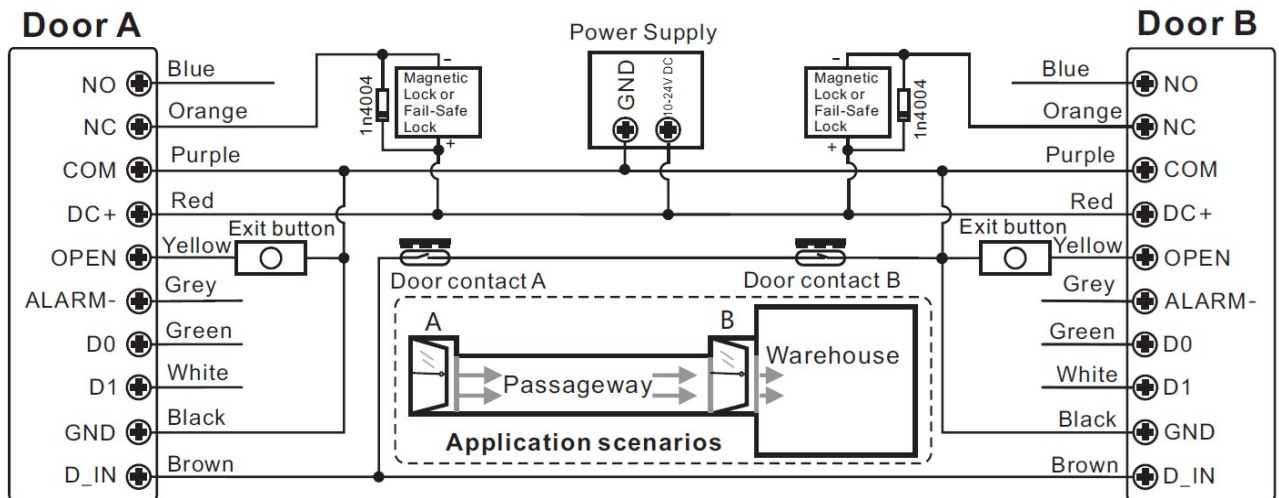 Door A
Power Supply
Door B
NO
Blue
NC
Orange
COM
Purple
DC+
Red
OPEN
Yellow
Exit button
ALARM-
Grey
D0
Green
D1
White
GND
Black
D_IN
Brown
1n4004
-
Magnetic
Lock or
Fail-Safe
Lock
+
GND
10-24V DC
-
Magnetic
Lock or
Fail-Safe
Lock
+
1n4004
Blue
NO
Orange
NC
Purple
COM
Red
DC+
Exit button
Yellow
OPEN
Grey
ALARM-
Green
D0
White
D1
Black
GND
Brown
D_IN
Door contact A
Door contact B
A
B
Warehouse
Passageway
Application scenarios